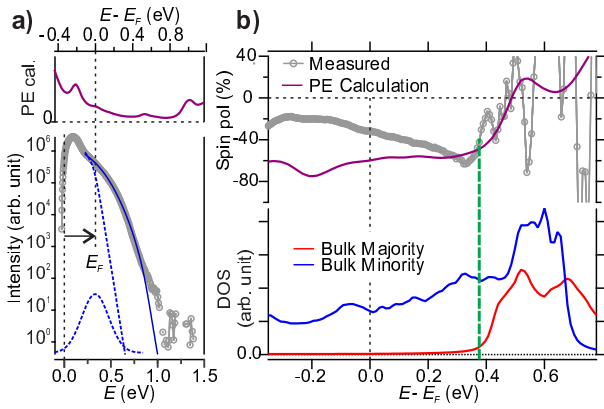 a)
E - E_F (eV)
-0.4 0.0 0.4 0.8
PE cal.
0
Intensity (arb. unit)
10^6
10^5
10^4
10^3
10^2
10^1
10^0
E_F
0.0 0.5 1.0 1.5
E (eV)
b)
Measured
PE Calculation
Spin pol (%)
40
0
-40
-80
Bulk Majority
Bulk Minority
DOS
(arb. unit)
0.0
-0.2 0.0 0.2 0.4 0.6
E - E_F (eV)